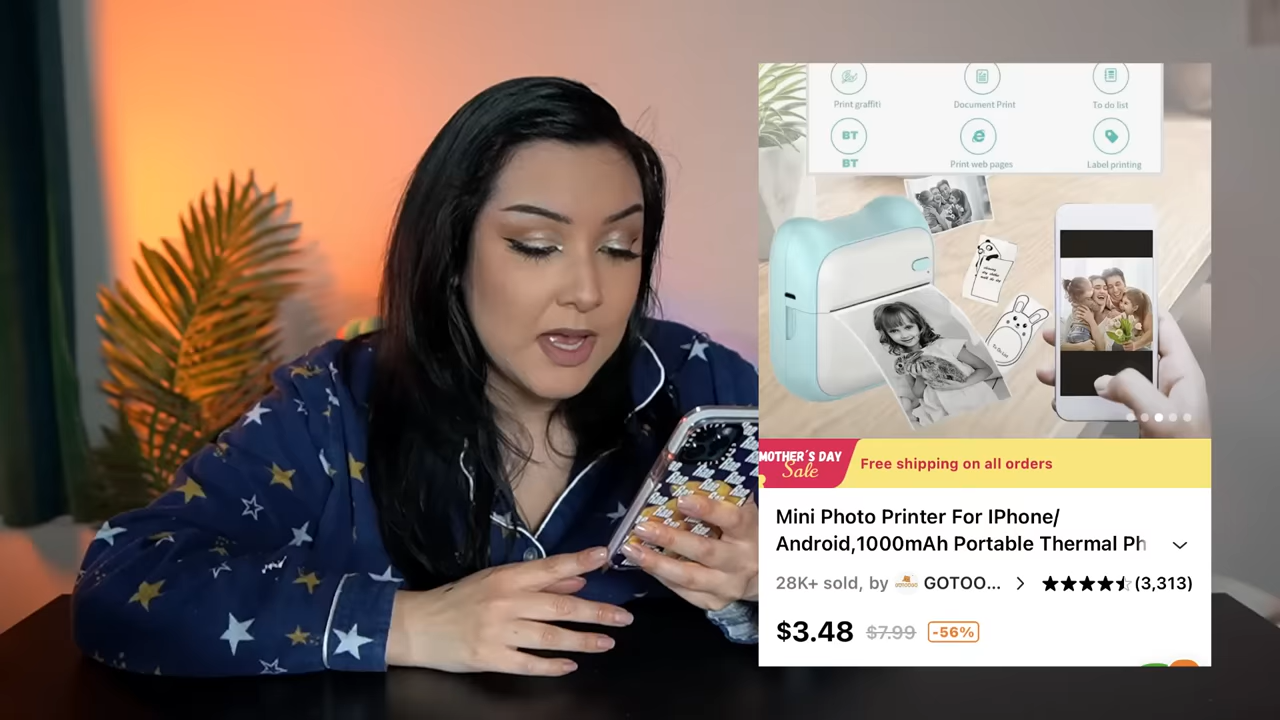 Print graffiti
Document Print
To do list
BT
BT
Print web pages
Label printing
MOTHER'S DAY
Sale
Free shipping on all orders
Mini Photo Printer For IPhone/
Android,1000mAh Portable Thermal Ph
28K+ sold, by GOTOO... (3,313)
$3.48 $7.99 -56%